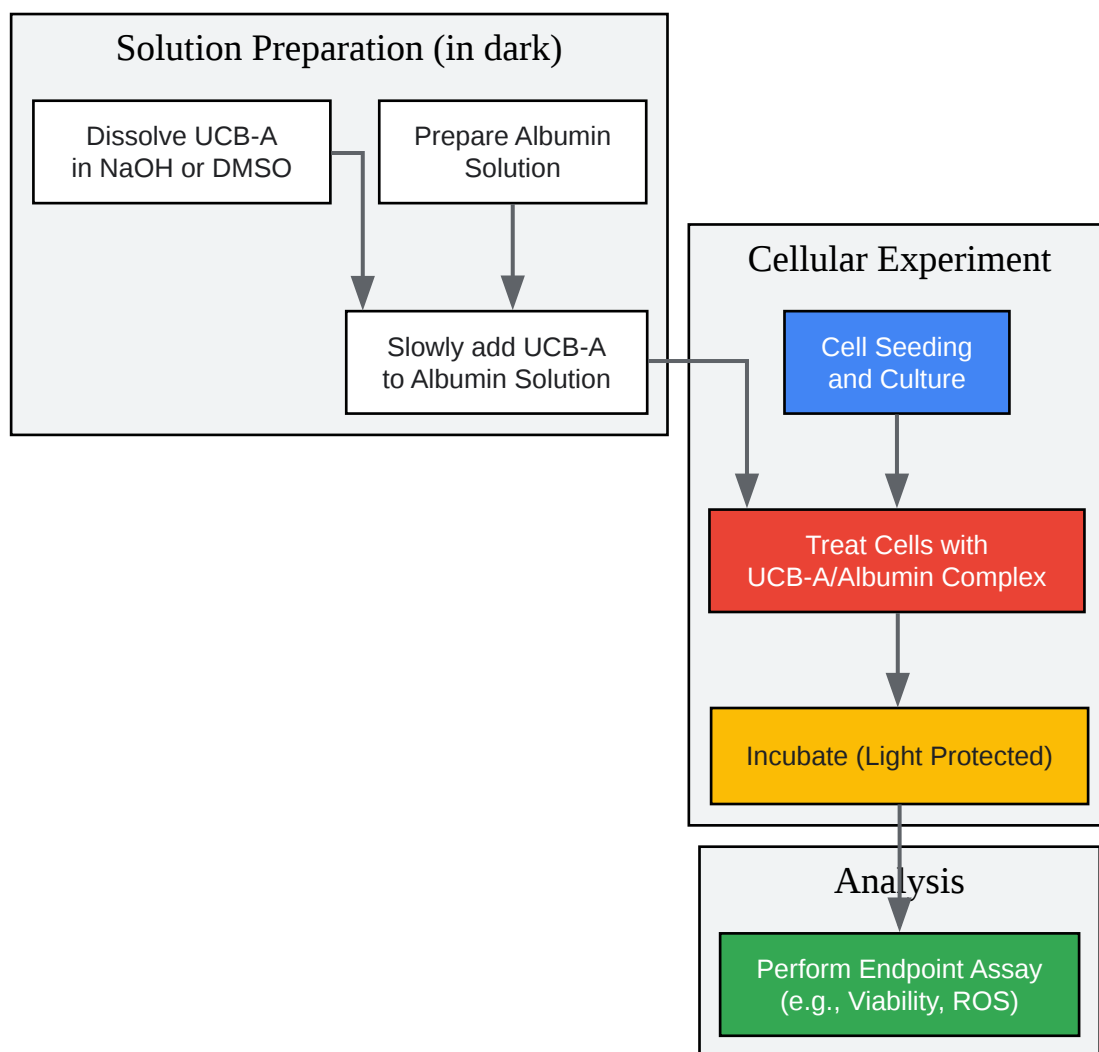 Solution Preparation (in dark)
Dissolve UCB-A
in NaOH or DMSO
Prepare Albumin
Solution
Slowly add UCB-A
to Albumin Solution
Cellular Experiment
Cell Seeding
and Culture
Treat Cells with
UCB-A/Albumin Complex
Incubate (Light Protected)
Analysis
Perform Endpoint Assay
(e.g., Viability, ROS)